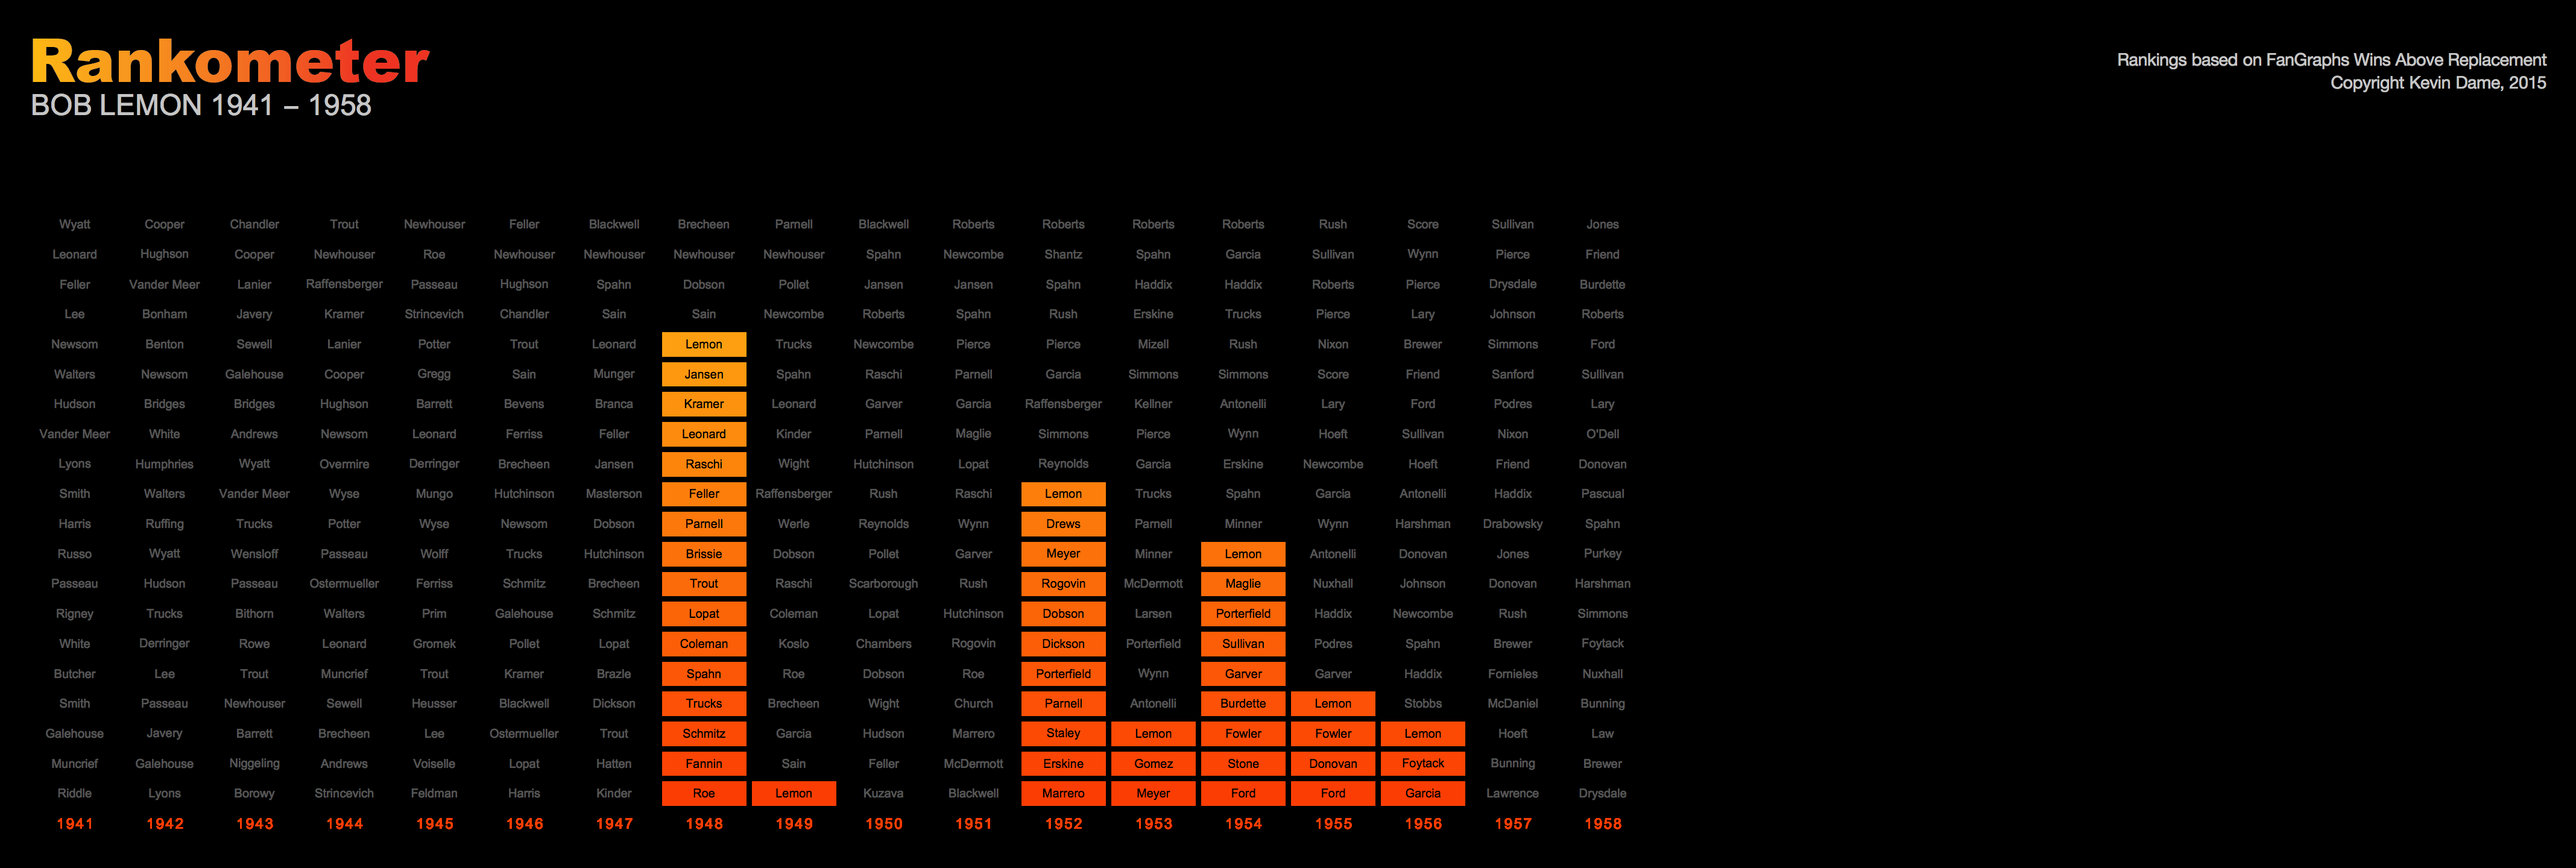 Rankometer
BOB LEMON 1941 – 1958
Rankings based on FanGraphs Wins Above Replacement
Copyright Kevin Dame, 2015
Wyatt Cooper Chandler Trout Newhouser Feller Blackwell Brecheen Parnell Blackwell Roberts Roberts Roberts Roberts Rush Score Sullivan Jones
Leonard Hughson Cooper Newhouser Roe Newhouser Newhouser Newhouser Newhouser Spahn Newcombe Shantz Spahn Garcia Sullivan Wynn Pierce Friend
Feller Vander Meer Lanier Raffensberger Passeau Hughson Spahn Dobson Pollet Jansen Jansen Spahn Haddix Haddix Roberts Pierce Drysdale Burdette
Lee Bonham Javery Kramer Strincevich Chandler Sain Sain Newcombe Roberts Spahn Rush Erskine Trucks Pierce Lary Johnson Roberts
Newsom Benton Sewell Lanier Potter Trout Leonard Lemon Trucks Newcombe Pierce Pierce Mizell Rush Nixon Brewer Simmons Ford
Walters Newsom Galehouse Cooper Gregg Sain Munger Jansen Spahn Raschi Parnell Garcia Simmons Simmons Score Friend Sanford Sullivan
Hudson Bridges Bridges Hughson Barrett Bevens Branca Kramer Leonard Garver Garcia Raffensberger Kellner Antonelli Lary Ford Podres Lary
Vander Meer White Andrews Newsom Leonard Ferriss Feller Leonard Kinder Parnell Maglie Simmons Pierce Wynn Hoeft Sullivan Nixon O'Dell
Lyons Humphries Wyatt Overmire Derringer Brecheen Jansen Raschi Wight Hutchinson Lopat Reynolds Garcia Erskine Newcombe Hoeft Friend Donovan
Smith Walters Vander Meer Wyse Mungo Hutchinson Masterson Feller Raffensberger Rush Raschi Lemon Trucks Spahn Garcia Antonelli Haddix Pascual
Harris Ruffing Trucks Potter Wyse Newsom Dobson Parnell Werle Reynolds Wynn Drews Parnell Minner Wynn Harshman Drabowsky Spahn
Russo Wyatt Wensloff Passeau Wolff Trucks Hutchinson Brissie Dobson Pollet Garver Meyer Minner Lemon Antonelli Donovan Jones Purkey
Passeau Hudson Passeau Ostermueller Ferriss Schmitz Brecheen Trout Raschi Scarborough Rush Rogovin McDermott Maglie Nuxhall Johnson Donovan Harshman
Rigney Trucks Bithorn Walters Prim Galehouse Schmitz Lopat Coleman Lopat Hutchinson Dobson Larsen Porterfield Haddix Newcombe Rush Simmons
White Derringer Rowe Leonard Gromek Pollet Lopat Coleman Koslo Chambers Rogovin Dickson Porterfield Sullivan Podres Spahn Brewer Foytack
Butcher Lee Trout Muncrief Trout Kramer Brazle Spahn Roe Dobson Roe Porterfield Wynn Garver Garver Haddix Fornieles Nuxhall
Smith Passeau Newhouser Sewell Heusser Blackwell Dickson Trucks Brecheen Wight Church Parnell Antonelli Burdette Lemon Stobbs McDaniel Bunning
Galehouse Javery Barrett Brecheen Lee Ostermueller Trout Schmitz Garcia Hudson Marrero Staley Lemon Fowler Fowler Lemon Hoeft Law
Muncrief Galehouse Niggeling Andrews Voiselle Lopat Hatten Fannin Sain Feller McDermott Erskine Gomez Stone Donovan Foytack Bunning Brewer
Riddle Lyons Borowy Strincevich Feldman Harris Kinder Roe Lemon Kuzava Blackwell Marrero Meyer Ford Ford Garcia Lawrence Drysdale
1941 1942 1943 1944 1945 1946 1947 1948 1949 1950 1951 1952 1953 1954 1955 1956 1957 1958